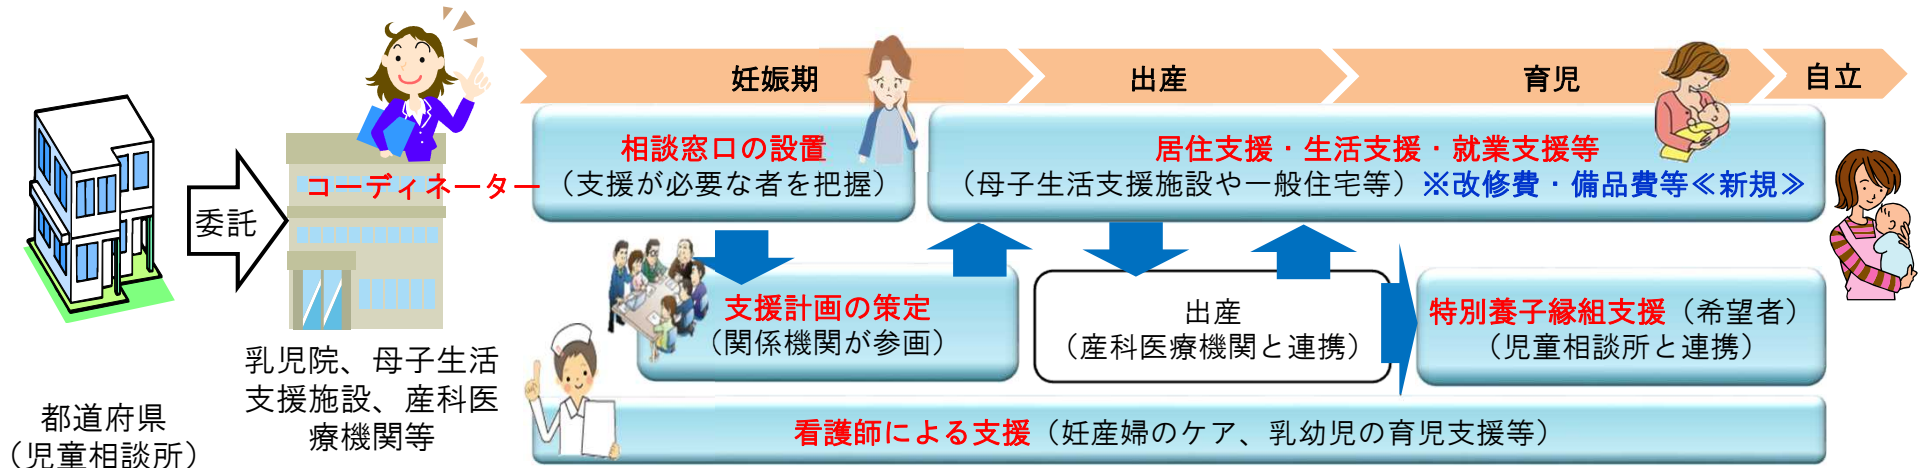 妊娠期
出産
育児
自立
コーディネーター
相談窓口の設置
（支援が必要な者を把握）
居住支援・生活支援・就業支援等
（母子生活支援施設や一般住宅等）※改修費・備品費等≪新規≫
委託
支援計画の策定
（関係機関が参画）
出産
（産科医療機関と連携）
特別養子縁組支援（希望者）
（児童相談所と連携）
乳児院、母子生活
支援施設、産科医
療機関等
都道府県
（児童相談所）
看護師による支援（妊産婦のケア、乳幼児の育児支援等）